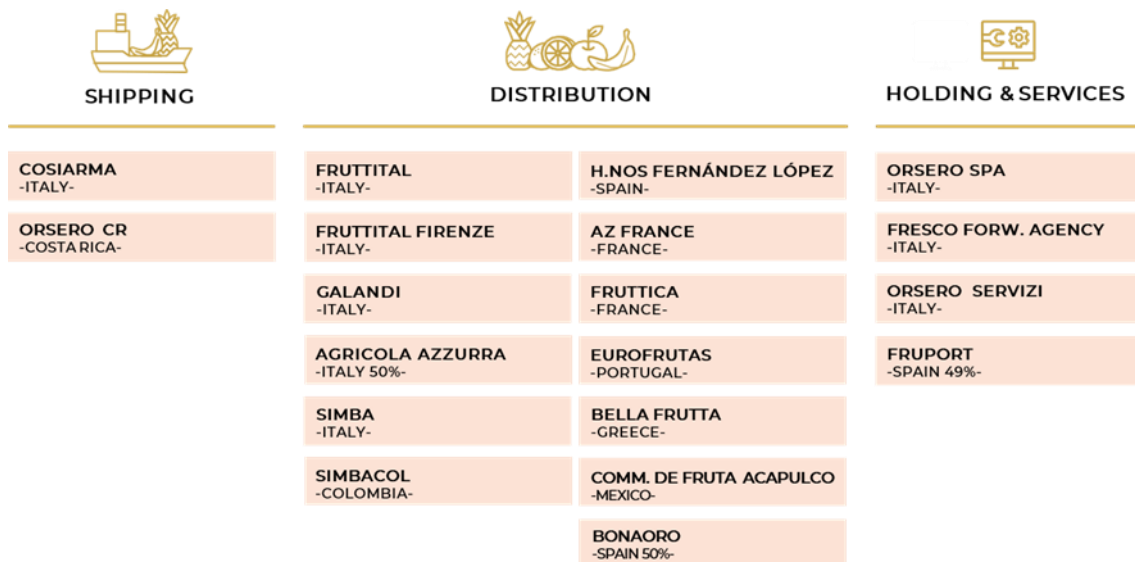 SHIPPING
COSIARMA
-ITALY-
ORSERO CR
-COSTA RICA-
DISTRIBUTION
FRUTTITAL
-ITALY-
FRUTTITAL FIRENZE
-ITALY-
GALANDI
-ITALY-
AGRICOLA AZZURRA
-ITALY 50%-
SIMBA
-ITALY-
SIMBACOL
-COLOMBIA-
H.NOS FERNÁNDEZ LÓPEZ
-SPAIN-
AZ FRANCE
-FRANCE-
FRUTTICA
-FRANCE-
EUROFRUTAS
-PORTUGAL-
BELLA FRUTTA
-GREECE-
COMM. DE FRUTA ACAPULCO
-MEXICO-
BONAORO
-SPAIN 50%-
HOLDING & SERVICES
ORSERO SPA
-ITALY-
FRESCO FORW. AGENCY
-ITALY-
ORSERO SERVIZI
-ITALY-
FRUPORT
-SPAIN 49%-